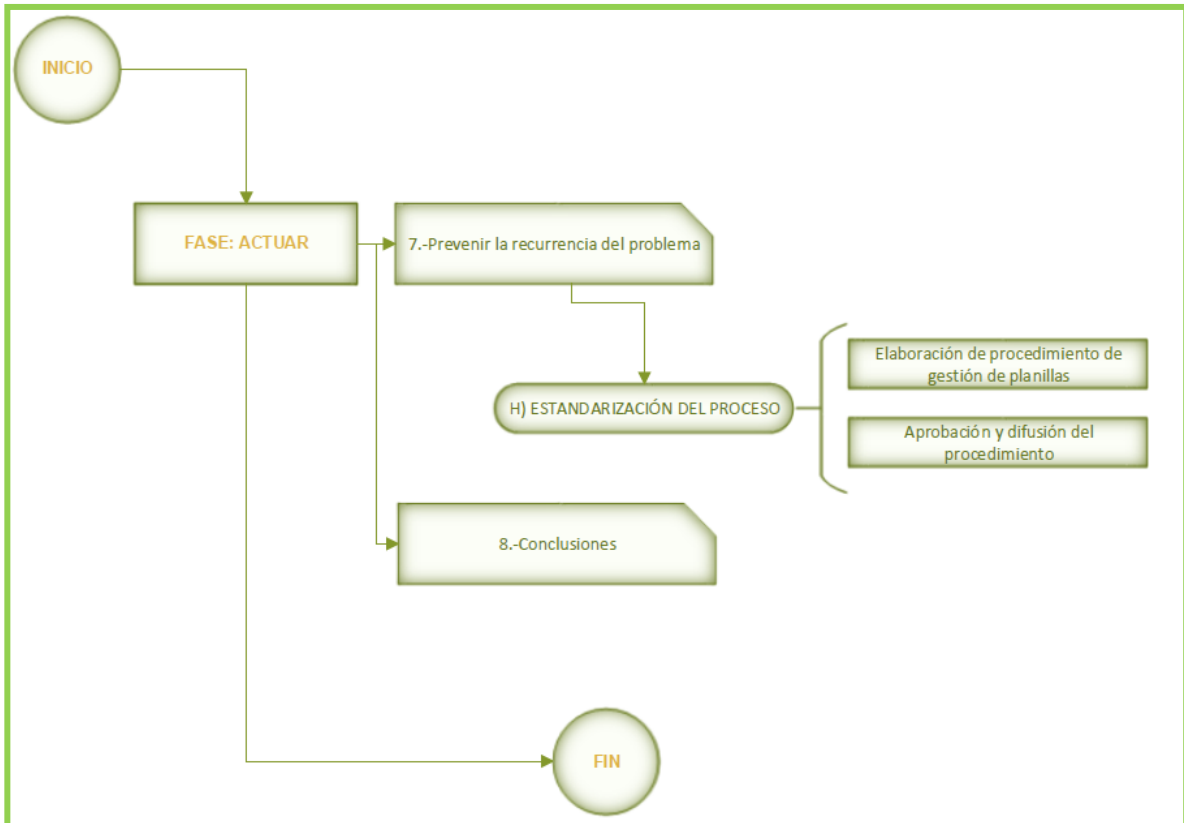 INICIO
FASE: ACTUAR
7.-Prevenir la recurrencia del problema
Elaboración de procedimiento de
gestión de planillas
H) ESTANDARIZACIÓN DEL PROCESO
Aprobación y difusión del
procedimiento
8.-Conclusiones
FIN